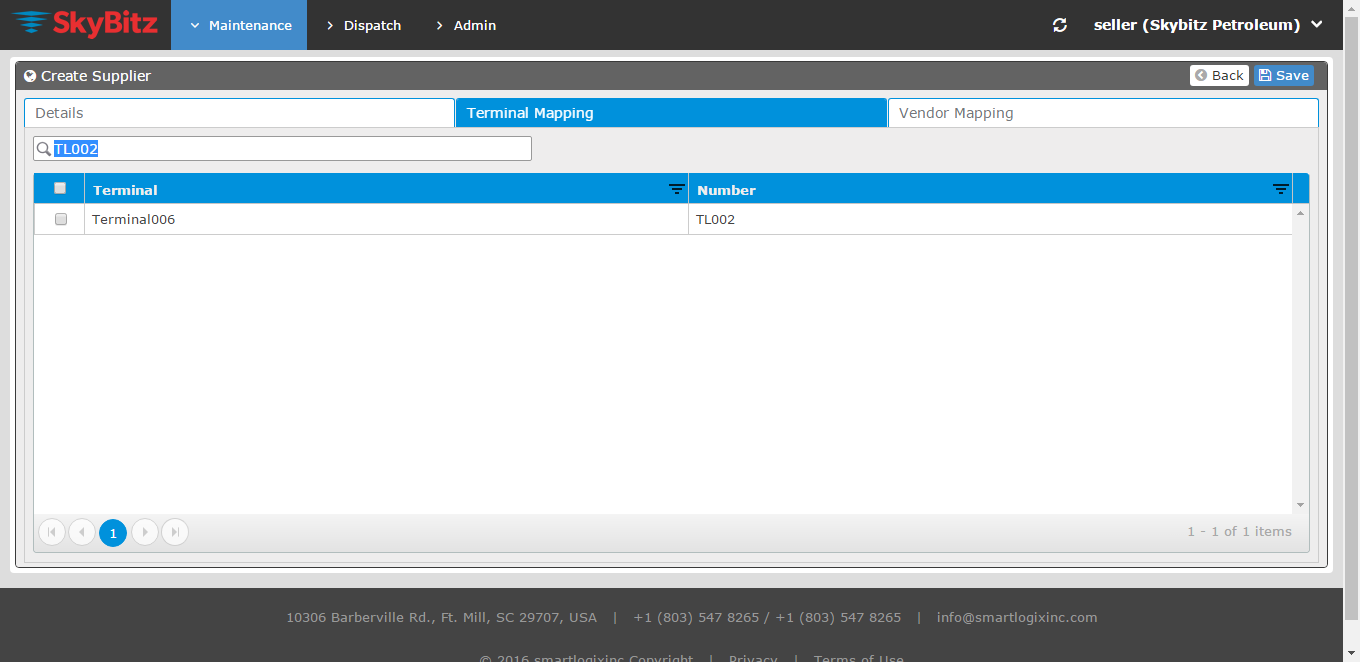 SkyBitz Maintenance Dispatch Admin seller (Skybitz Petroleum)
Create Supplier Back Save
Details Terminal Mapping Vendor Mapping
TL002
Terminal Number
Terminal006 TL002
1 1 - 1 of 1 items
10306 Barberville Rd., Ft. Mill, SC 29707, USA | +1 (803) 547 8265 / +1 (803) 547 8265 | info@smartlogixinc.com
© 2016 smartlogixinc Copyright | Privacy | Terms of Use